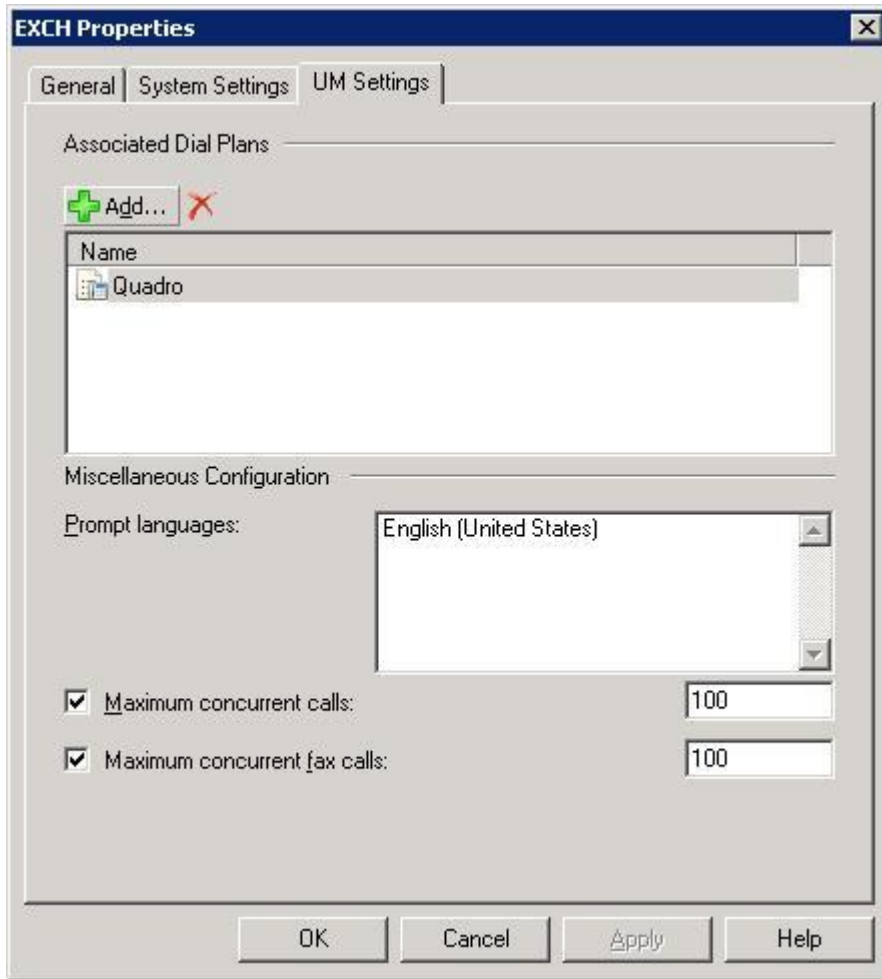 EXCH Properties
General System Settings UM Settings
Associated Dial Plans
Add...
Name
Quadro
Miscellaneous Configuration
Prompt languages: English (United States)
Maximum concurrent calls: 100
Maximum concurrent fax calls: 100
OK Cancel Apply Help